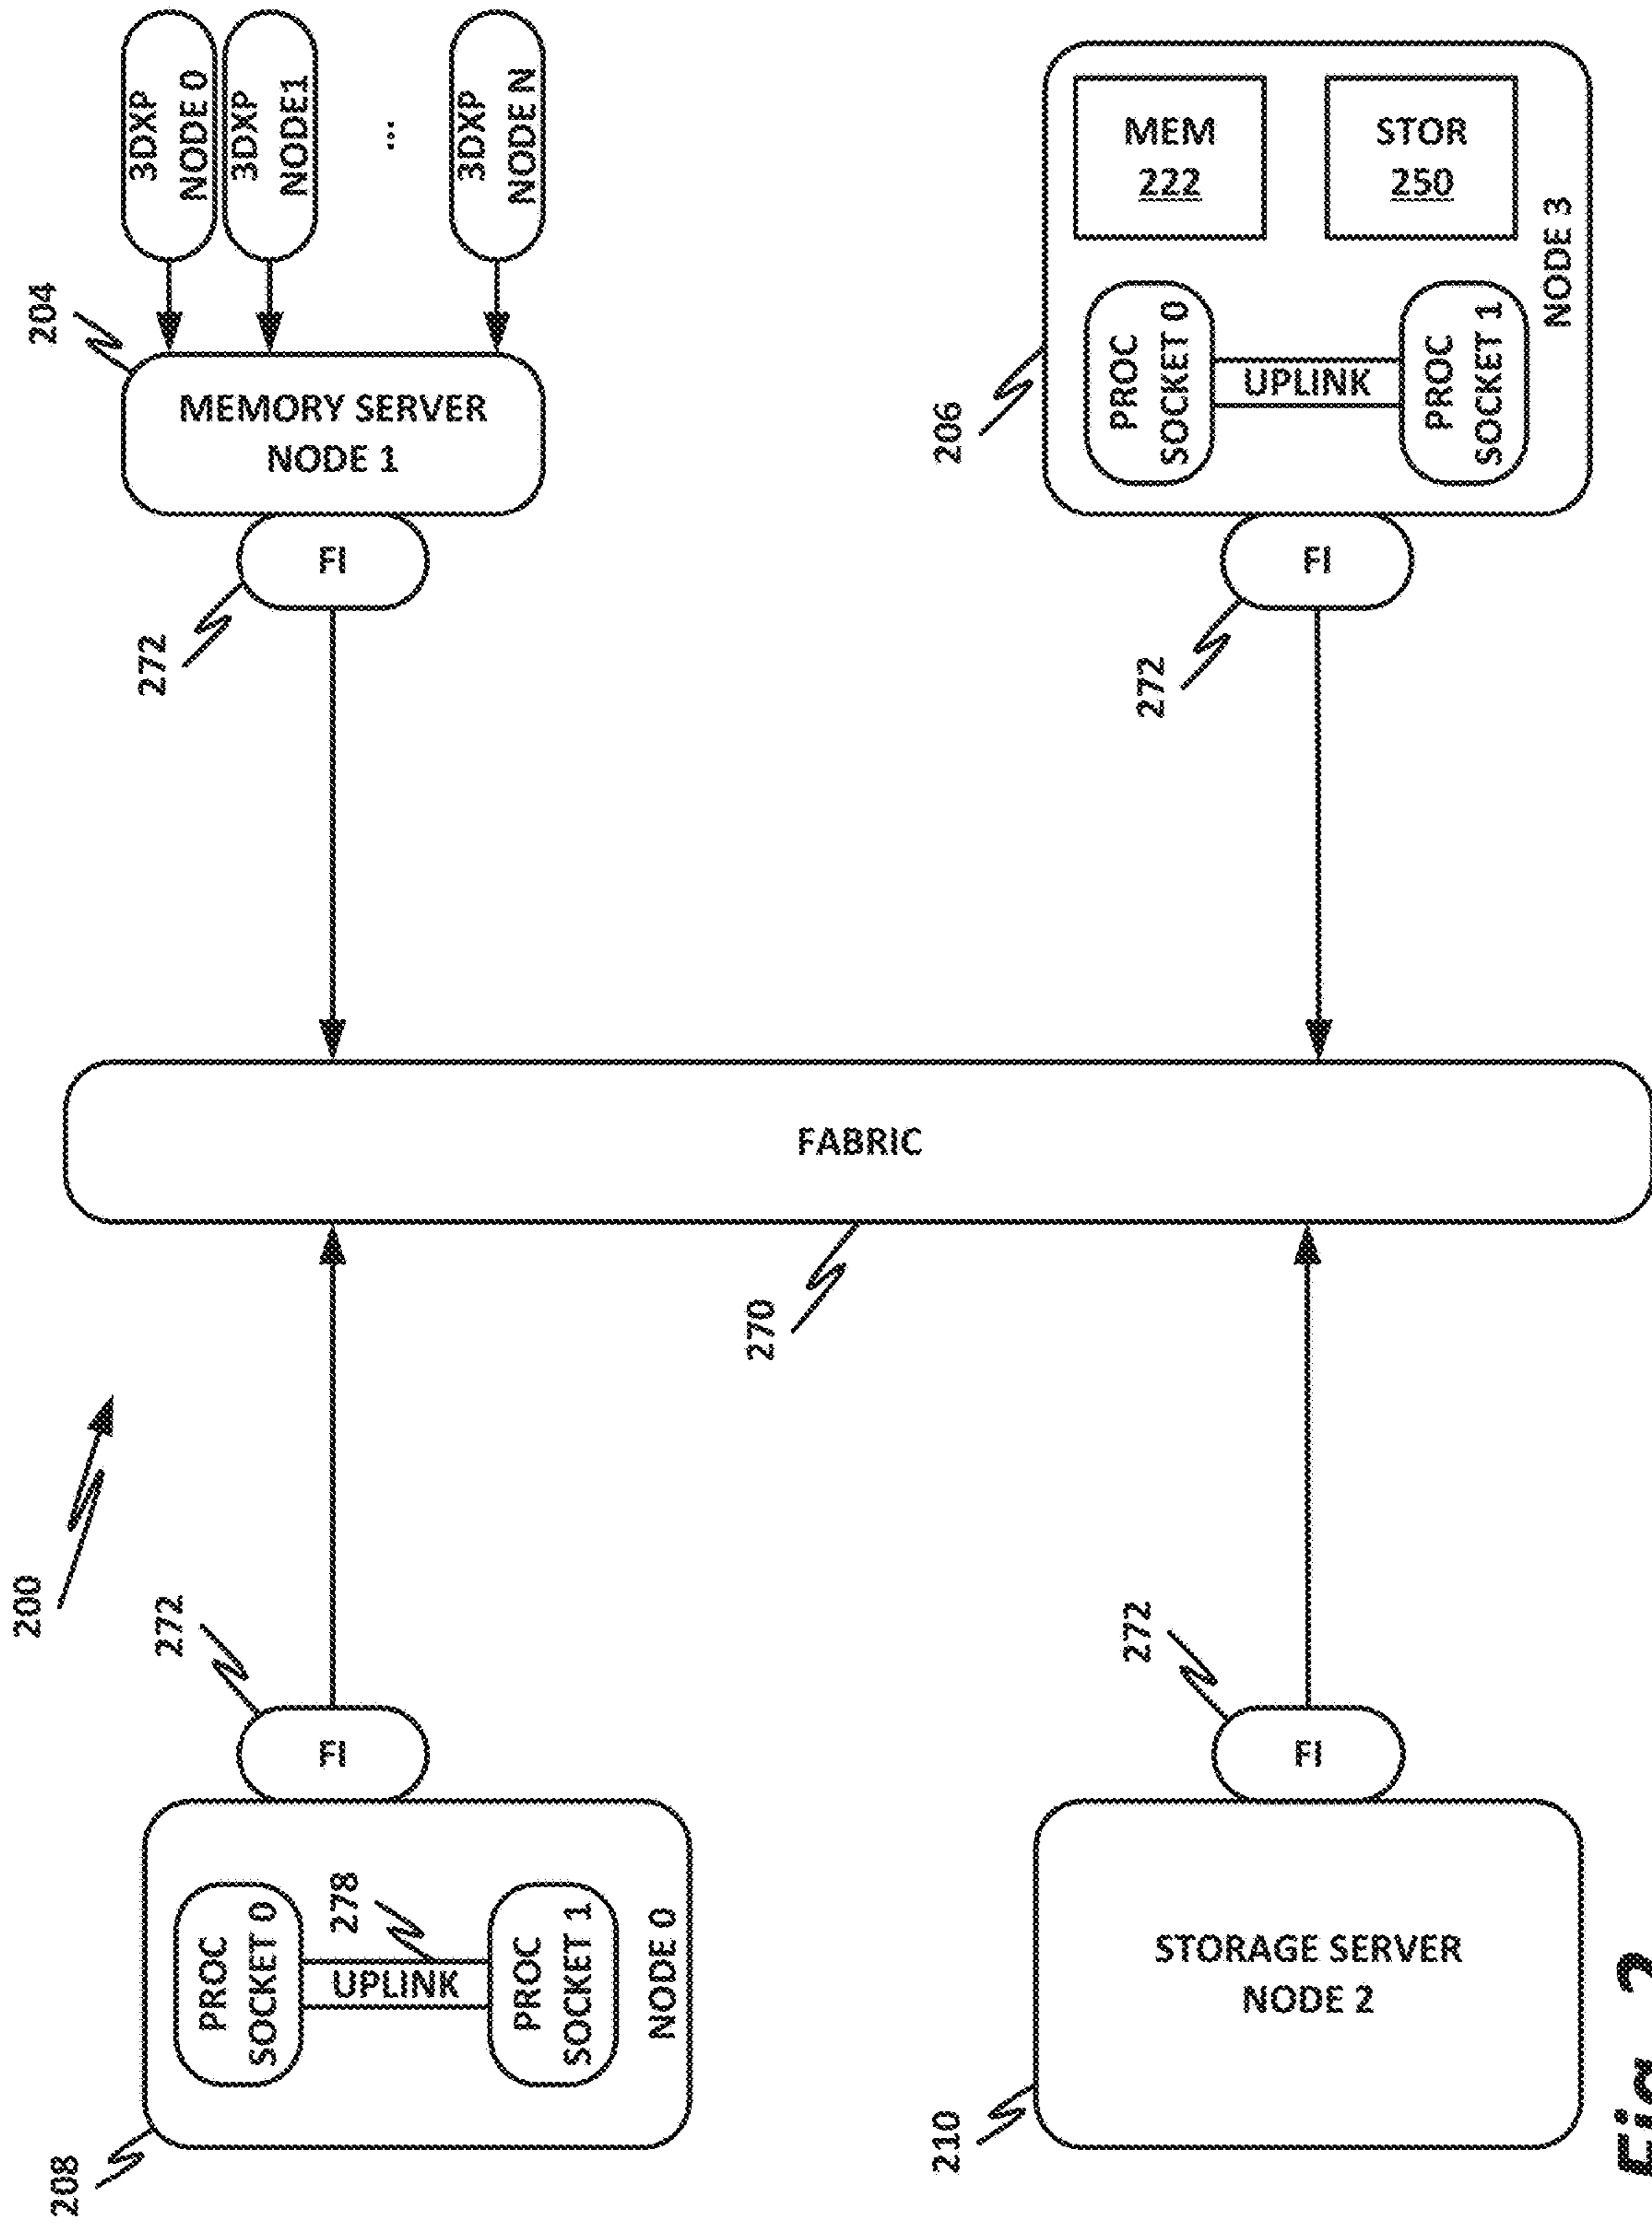 3DXP
NODE 0
3DXP
NODE1
...
3DXP
NODE N
204
MEMORY SERVER
NODE 1
FI
272
MEM
222
STOR
250
PROC
SOCKET 0
UPLINK
PROC
SOCKET 1
NODE 3
206
FI
272
FABRIC
270
200
272
FI
PROC
SOCKET 0
278
UPLINK
PROC
SOCKET 1
NODE 0
208
272
FI
STORAGE SERVER
NODE 2
210
Fig. 2